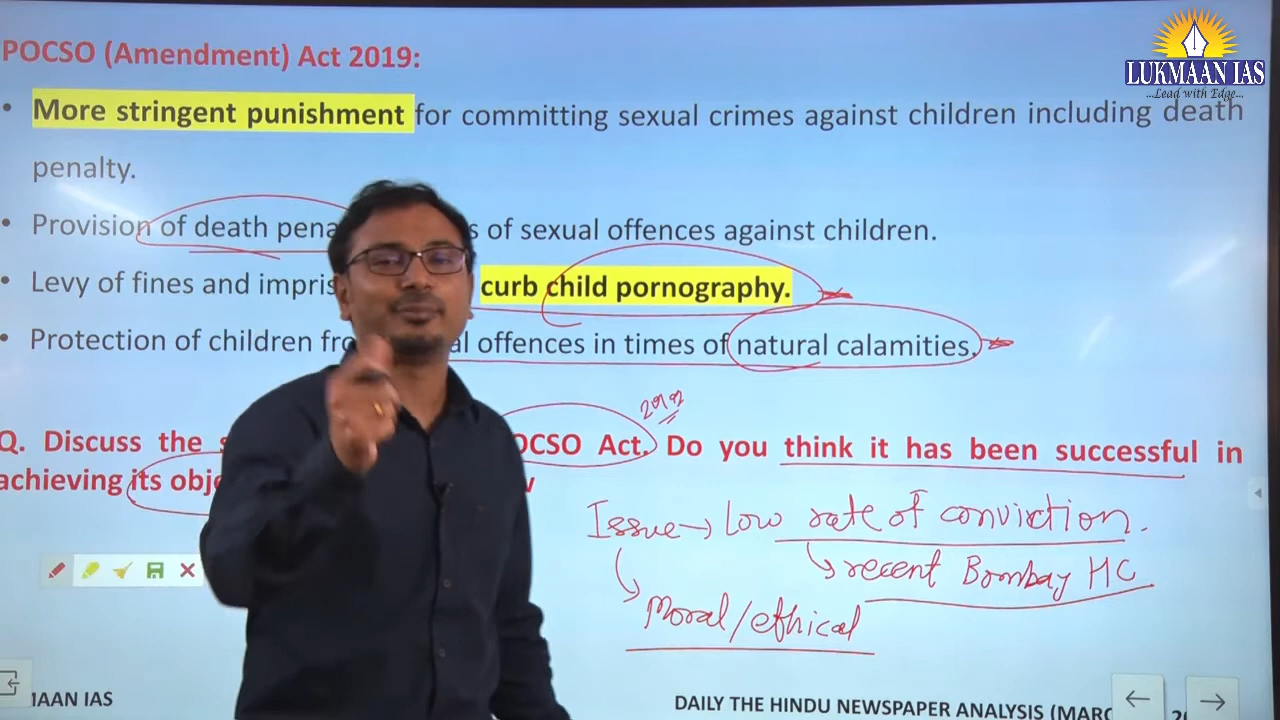 POCSO (Amendment) Act 2019:
LUKMAAN IAS
...Lead with Edge...
• More stringent punishment for committing sexual crimes against children including death
penalty.
• Provision of death pena s of sexual offences against children.
• Levy of fines and impris curb child pornography.
• Protection of children fro al offences in times of natural calamities.
Q. Discuss the s OCSO Act. Do you think it has been successful in
achieving its obje
Issue → Low rate of conviction.
recent Bombay HC
Moral/ethical
MAAN IAS
DAILY THE HINDU NEWSPAPER ANALYSIS (MARC